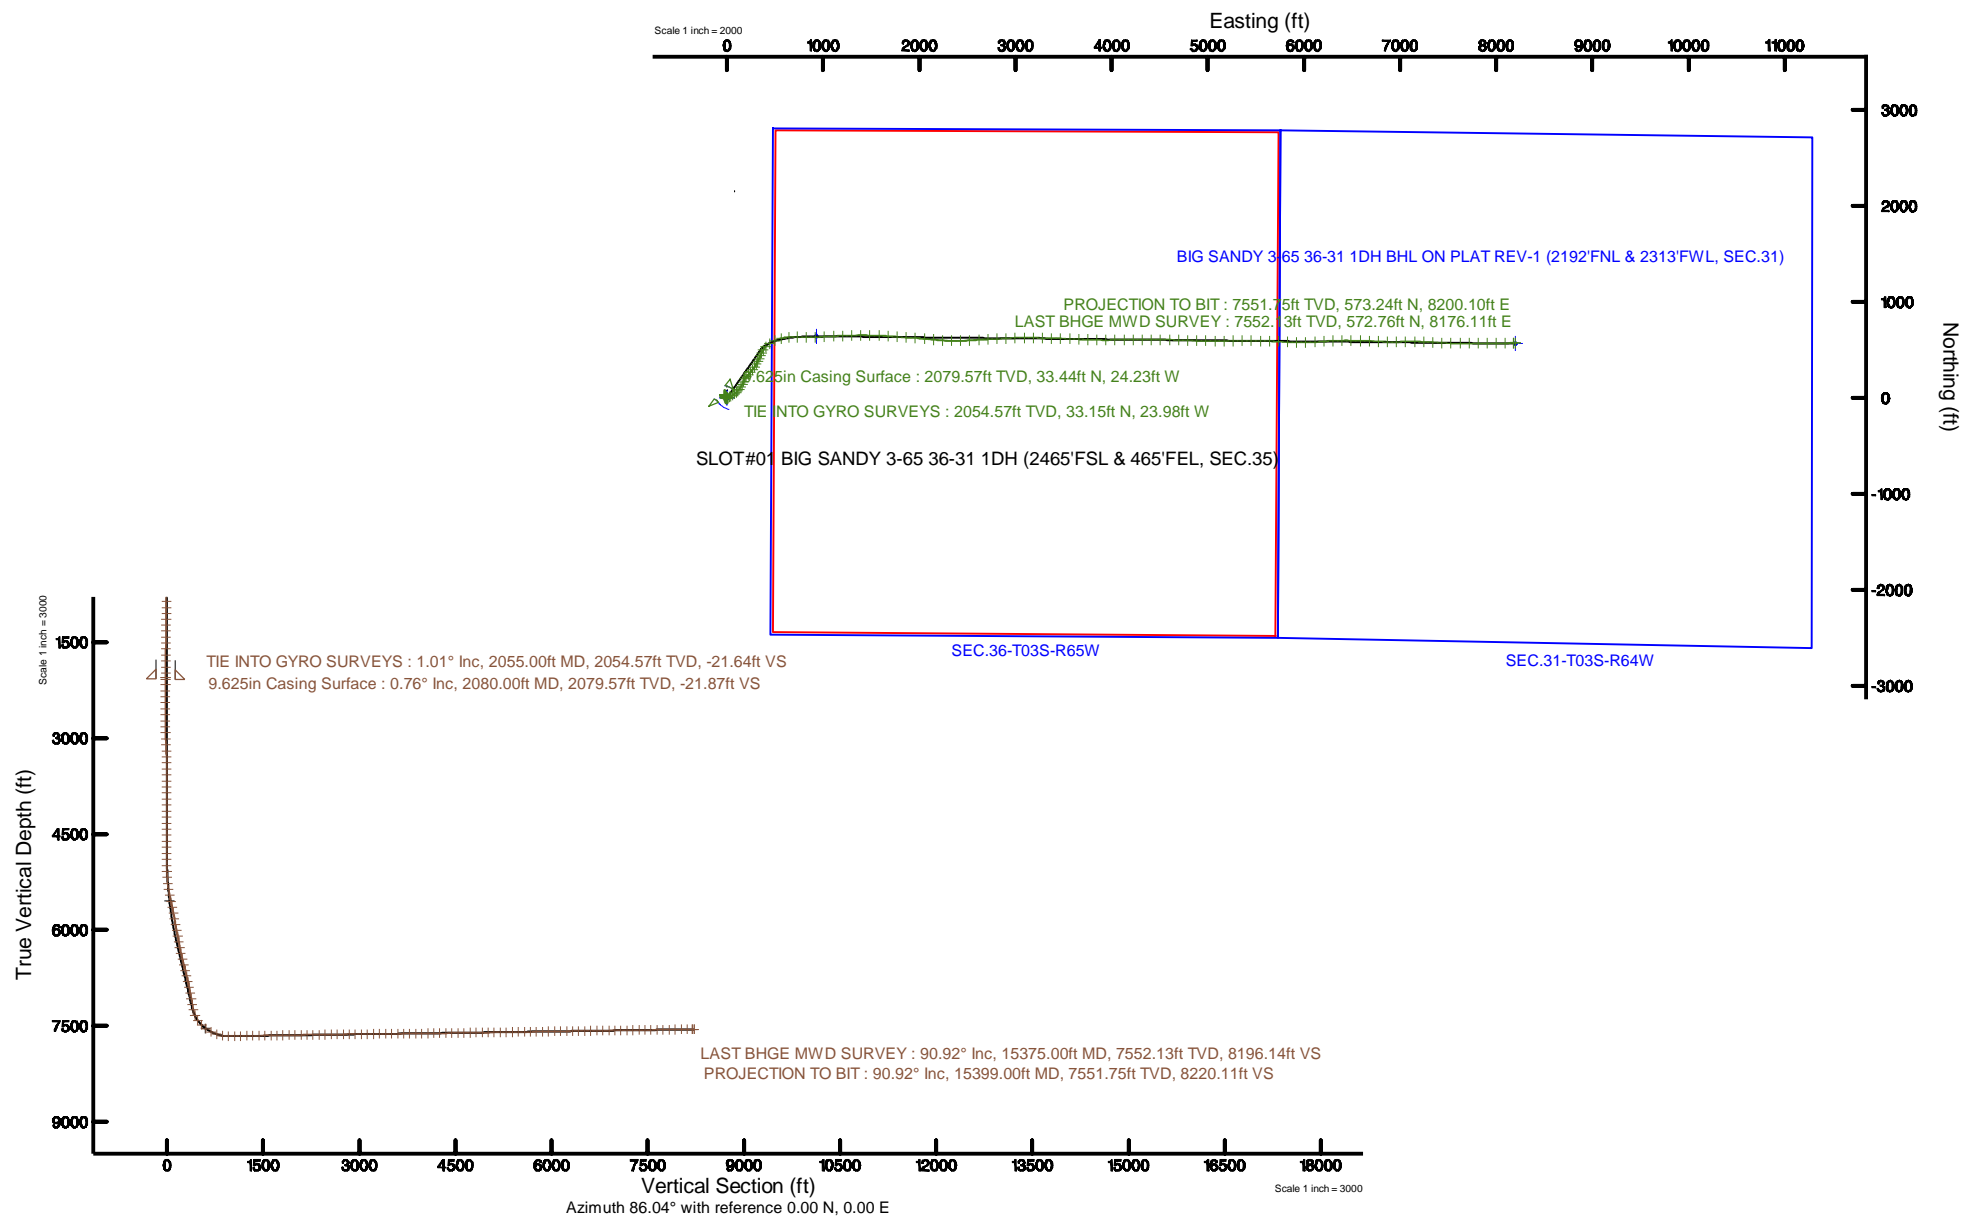 Easting (ft)
Scale 1 inch = 2000
0 1000 2000 3000 4000 5000 6000 7000 8000 9000 10000 11000
3000
2000
1000
0
-1000
-2000
-3000
Northing (ft)
BIG SANDY 3-65 36-31 1DH BHL ON PLAT REV-1 (2192'FNL & 2313'FWL, SEC.31)
PROJECTION TO BIT : 7551.75ft TVD, 573.24ft N, 8200.10ft E
LAST BHGE MWD SURVEY : 7552.13ft TVD, 572.76ft N, 8176.11ft E
9.625in Casing Surface : 2079.57ft TVD, 33.44ft N, 24.23ft W
TIE INTO GYRO SURVEYS : 2054.57ft TVD, 33.15ft N, 23.98ft W
SLOT#01 BIG SANDY 3-65 36-31 1DH (2465'FSL & 465'FEL, SEC.35)
SEC.36-T03S-R65W
SEC.31-T03S-R64W
Scale 1 inch = 3000
True Vertical Depth (ft)
1500
3000
4500
6000
7500
9000
TIE INTO GYRO SURVEYS : 1.01° Inc, 2055.00ft MD, 2054.57ft TVD, -21.64ft VS
9.625in Casing Surface : 0.76° Inc, 2080.00ft MD, 2079.57ft TVD, -21.87ft VS
LAST BHGE MWD SURVEY : 90.92° Inc, 15375.00ft MD, 7552.13ft TVD, 8196.14ft VS
PROJECTION TO BIT : 90.92° Inc, 15399.00ft MD, 7551.75ft TVD, 8220.11ft VS
0 1500 3000 4500 6000 7500 9000 10500 12000 13500 15000 16500 18000
Vertical Section (ft)
Scale 1 inch = 3000
Azimuth 86.04° with reference 0.00 N, 0.00 E